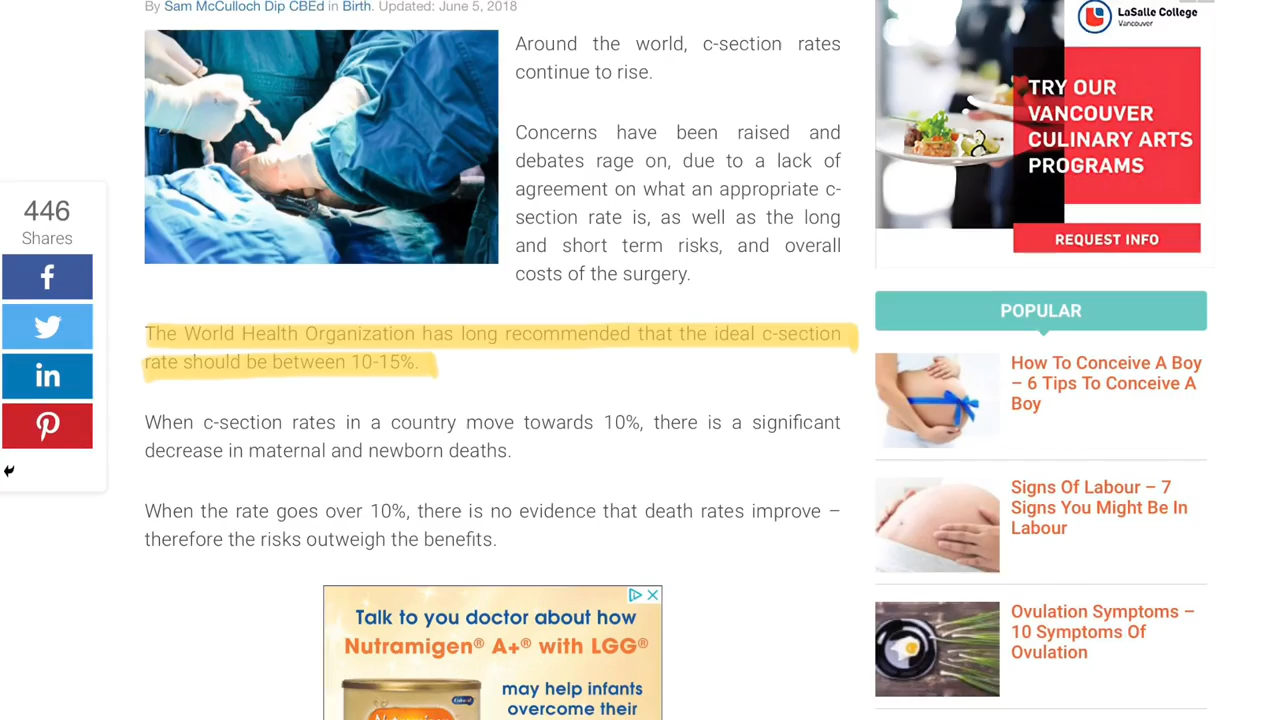 By Sam McCulloch Dip CBEd in Birth. Updated: June 5, 2018
Around the world, c-section rates
continue to rise.
Concerns have been raised and
debates rage on, due to a lack of
agreement on what an appropriate c-
section rate is, as well as the long
and short term risks, and overall
costs of the surgery.
The World Health Organization has long recommended that the ideal c-section
rate should be between 10-15%.
When c-section rates in a country move towards 10%, there is a significant
decrease in maternal and newborn deaths.
When the rate goes over 10%, there is no evidence that death rates improve –
therefore the risks outweigh the benefits.
446
Shares
f
in
Talk to you doctor about how
Nutramigen® A+® with LGG®
may help infants
overcome their
Enfamil
Nutramigen
LaSalle College
Vancouver
TRY OUR
VANCOUVER
CULINARY ARTS
PROGRAMS
REQUEST INFO
POPULAR
How To Conceive A Boy
– 6 Tips To Conceive A
Boy
Signs Of Labour – 7
Signs You Might Be In
Labour
Ovulation Symptoms –
10 Symptoms Of
Ovulation